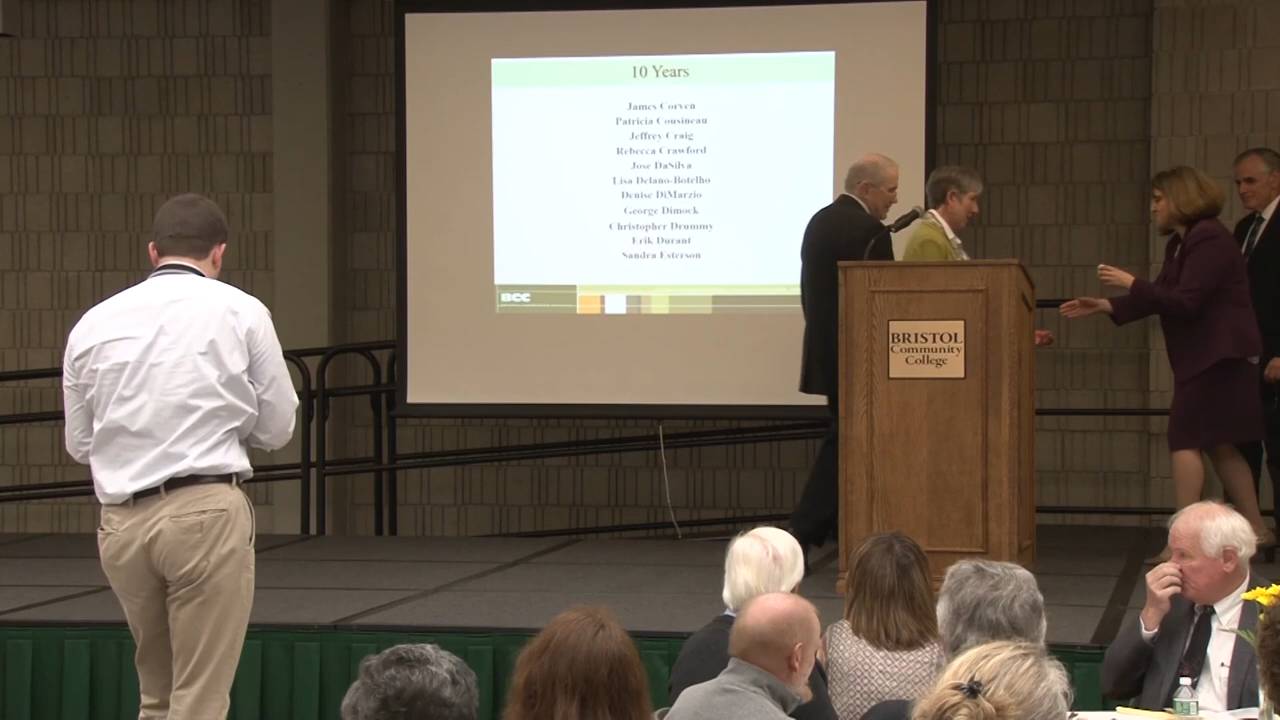 10 Years
James Corven
Patricia Cousineau
Jeffrey Craig
Rebecca Crawford
Jose DaSilva
Lisa Delano-Botelho
Denise DiMarzio
George Dimock
Christopher Drummy
Erik Durant
Sandra Esterson
BCC
BRISTOL
Community
College